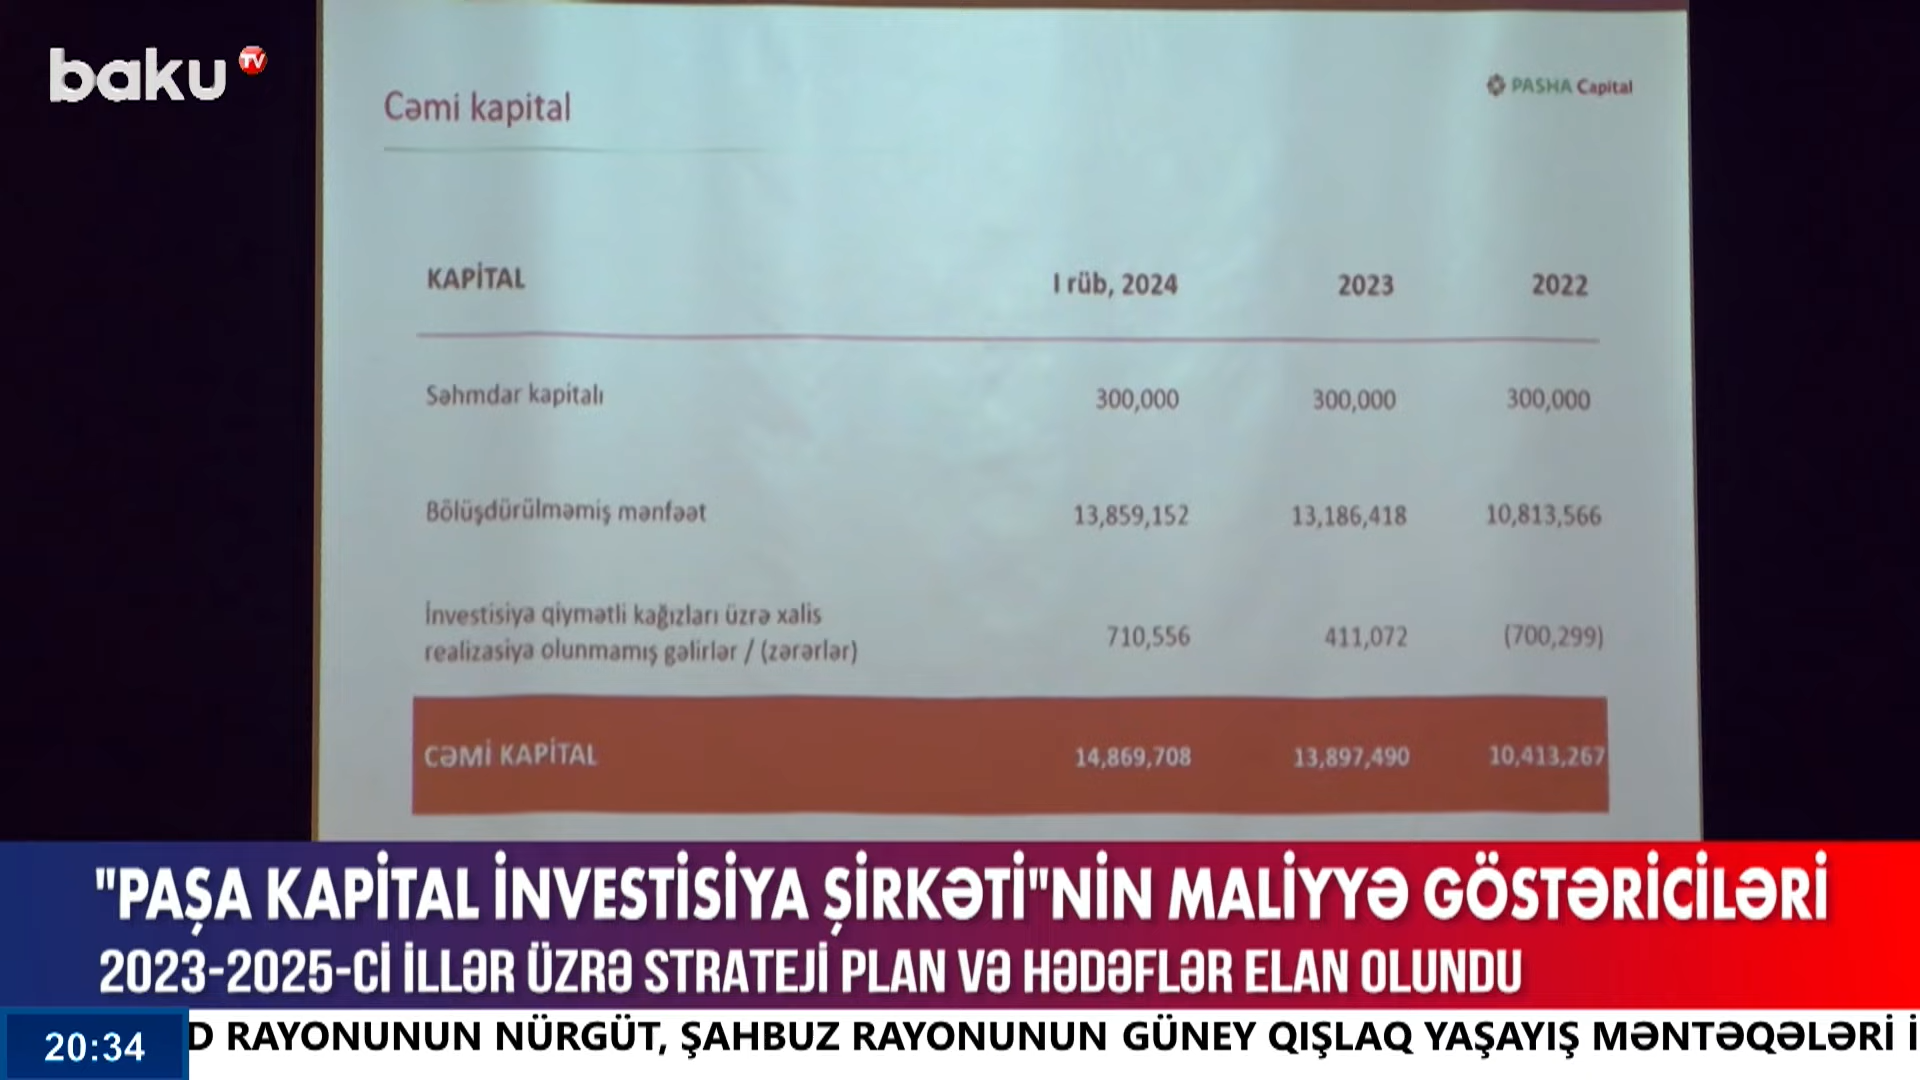 baku TV
Cəmi kapital
PASHA Capital
KAPİTAL I rüb, 2024 2023 2022
Səhmdar kapitalı 300,000 300,000 300,000
Bölüşdürülməmiş mənfəət 13,859,152 13,186,418 10,813,566
İnvestisiya qiymətli kağızları üzrə xalis
realizasiya olunmamış gəlirlər / (zərərlər) 710,556 411,072 (700,299)
CƏMİ KAPİTAL 14,869,708 13,897,490 10,413,267
"PAŞA KAPİTAL İNVESTİSİYA ŞİRKƏTİ"NİN MALİYYƏ GÖSTƏRİCİLƏRİ
2023-2025-Cİ İLLƏR ÜZRƏ STRATEJİ PLAN VƏ HƏDƏFLƏR ELAN OLUNDU
20:34 D RAYONUNUN NÜRGÜT, ŞAHBUZ RAYONUNUN GÜNEY QIŞLAQ YAŞAYIŞ MƏNTƏQƏLƏRİ İ